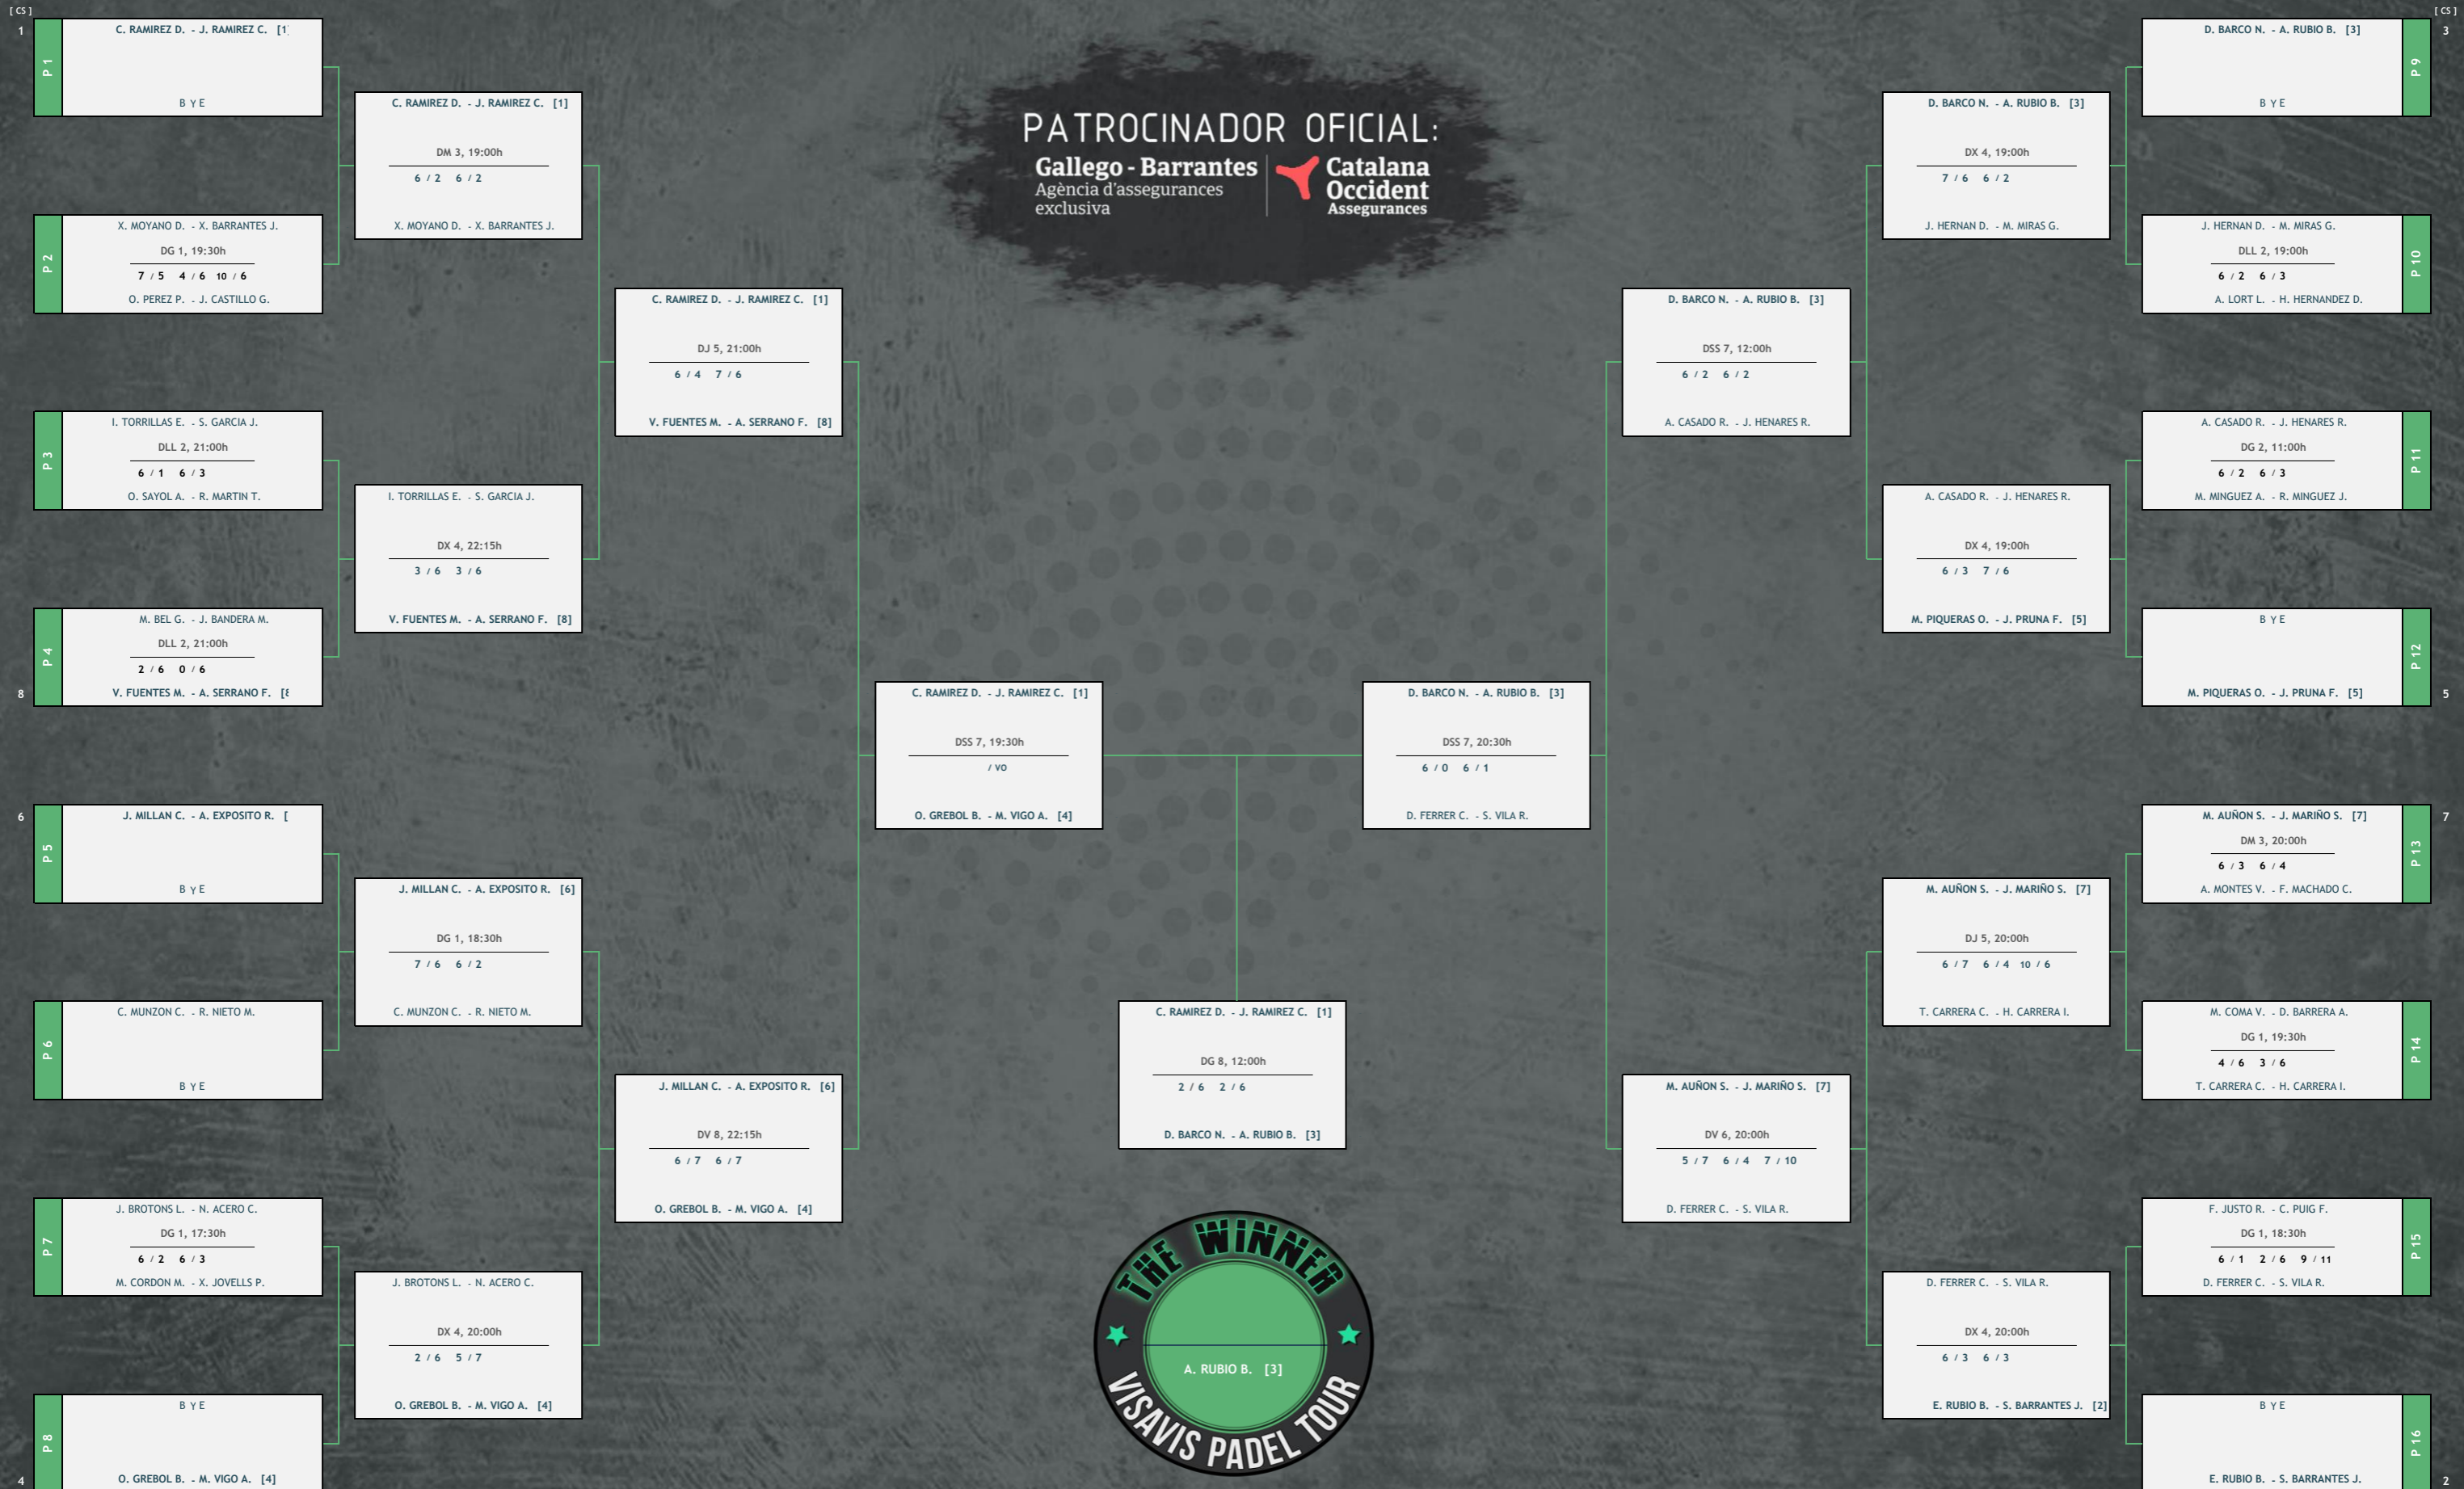 [ CS ]
1
P 1
C. RAMIREZ D. - J. RAMIREZ C. [1
B Y E
P 2
X. MOYANO D. - X. BARRANTES J.
DG 1, 19:30h
7 / 5 4 / 6 10 / 6
O. PEREZ P. - J. CASTILLO G.
P 3
I. TORRILLAS E. - S. GARCIA J.
DLL 2, 21:00h
6 / 1 6 / 3
O. SAYOL A. - R. MARTIN T.
P 4
M. BEL G. - J. BANDERA M.
DLL 2, 21:00h
2 / 6 0 / 6
8
V. FUENTES M. - A. SERRANO F. [8
6
P 5
J. MILLAN C. - A. EXPOSITO R. [
B Y E
P 6
C. MUNZON C. - R. NIETO M.
B Y E
P 7
J. BROTONS L. - N. ACERO C.
DG 1, 17:30h
6 / 2 6 / 3
M. CORDON M. - X. JOVELLS P.
P 8
B Y E
4
O. GREBOL B. - M. VIGO A. [4]
C. RAMIREZ D. - J. RAMIREZ C. [1]
DM 3, 19:00h
6 / 2 6 / 2
X. MOYANO D. - X. BARRANTES J.
I. TORRILLAS E. - S. GARCIA J.
DX 4, 22:15h
3 / 6 3 / 6
V. FUENTES M. - A. SERRANO F. [8]
J. MILLAN C. - A. EXPOSITO R. [6]
DG 1, 18:30h
7 / 6 6 / 2
C. MUNZON C. - R. NIETO M.
J. BROTONS L. - N. ACERO C.
DX 4, 20:00h
2 / 6 5 / 7
O. GREBOL B. - M. VIGO A. [4]
C. RAMIREZ D. - J. RAMIREZ C. [1]
DJ 5, 21:00h
6 / 4 7 / 6
V. FUENTES M. - A. SERRANO F. [8]
J. MILLAN C. - A. EXPOSITO R. [6]
DV 8, 22:15h
6 / 7 6 / 7
O. GREBOL B. - M. VIGO A. [4]
C. RAMIREZ D. - J. RAMIREZ C. [1]
DSS 7, 19:30h
/ VO
O. GREBOL B. - M. VIGO A. [4]
PATROCINADOR OFICIAL:
Gallego - Barrantes
Agència d'assegurances
exclusiva
Catalana
Occident
Assegurances
C. RAMIREZ D. - J. RAMIREZ C. [1]
DG 8, 12:00h
2 / 6 2 / 6
D. BARCO N. - A. RUBIO B. [3]
THE WINNER
A. RUBIO B. [3]
VISAVIS PADEL TOUR
D. BARCO N. - A. RUBIO B. [3]
DSS 7, 20:30h
6 / 0 6 / 1
D. FERRER C. - S. VILA R.
D. BARCO N. - A. RUBIO B. [3]
DSS 7, 12:00h
6 / 2 6 / 2
A. CASADO R. - J. HENARES R.
M. AUÑON S. - J. MARIÑO S. [7]
DV 6, 20:00h
5 / 7 6 / 4 7 / 10
D. FERRER C. - S. VILA R.
D. BARCO N. - A. RUBIO B. [3]
DX 4, 19:00h
7 / 6 6 / 2
J. HERNAN D. - M. MIRAS G.
A. CASADO R. - J. HENARES R.
DX 4, 19:00h
6 / 3 7 / 6
M. PIQUERAS O. - J. PRUNA F. [5]
M. AUÑON S. - J. MARIÑO S. [7]
DJ 5, 20:00h
6 / 7 6 / 4 10 / 6
T. CARRERA C. - H. CARRERA I.
D. FERRER C. - S. VILA R.
DX 4, 20:00h
6 / 3 6 / 3
E. RUBIO B. - S. BARRANTES J. [2]
[ CS ]
3
D. BARCO N. - A. RUBIO B. [3]
P 9
B Y E
J. HERNAN D. - M. MIRAS G.
DLL 2, 19:00h
P 10
6 / 2 6 / 3
A. LORT L. - H. HERNANDEZ D.
A. CASADO R. - J. HENARES R.
DG 2, 11:00h
P 11
6 / 2 6 / 3
M. MINGUEZ A. - R. MINGUEZ J.
B Y E
P 12
M. PIQUERAS O. - J. PRUNA F. [5]
5
M. AUÑON S. - J. MARIÑO S. [7]
7
DM 3, 20:00h
P 13
6 / 3 6 / 4
A. MONTES V. - F. MACHADO C.
M. COMA V. - D. BARRERA A.
DG 1, 19:30h
P 14
4 / 6 3 / 6
T. CARRERA C. - H. CARRERA I.
F. JUSTO R. - C. PUIG F.
DG 1, 18:30h
P 15
6 / 1 2 / 6 9 / 11
D. FERRER C. - S. VILA R.
B Y E
P 16
E. RUBIO B. - S. BARRANTES J.
2